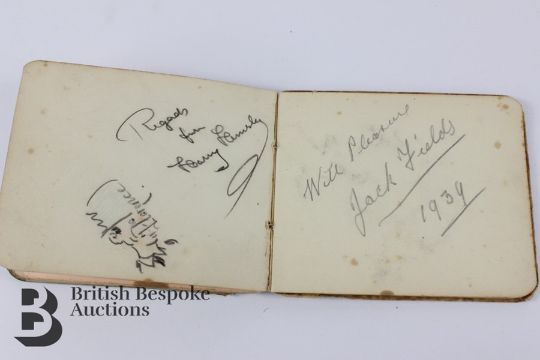 Regards
from
Harry Hemsley
With Pleasure
Jack Fields
1939
British Bespoke
Auctions